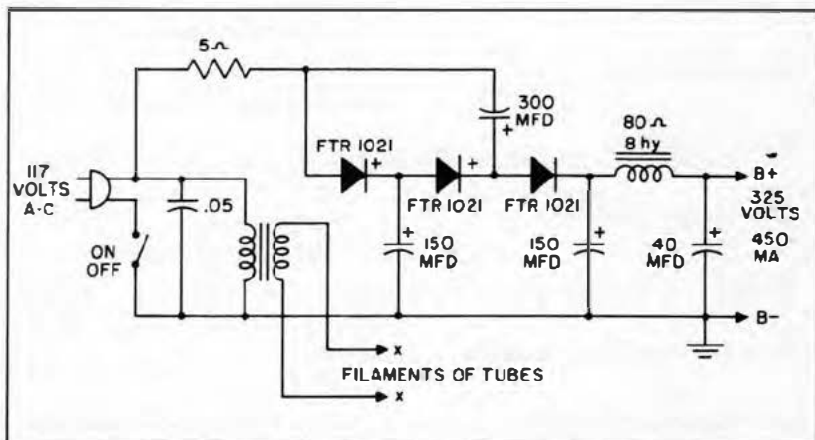 5Ω
300
MFD
80Ω
8 hy
FTR 1021
+
+
+
117
VOLTS
A-C
.05
FTR 1021
FTR 1021
B+
325
VOLTS
450
MA
ON
OFF
+
150
MFD
+
150
MFD
+
40
MFD
B-
X
FILAMENTS OF TUBES
X